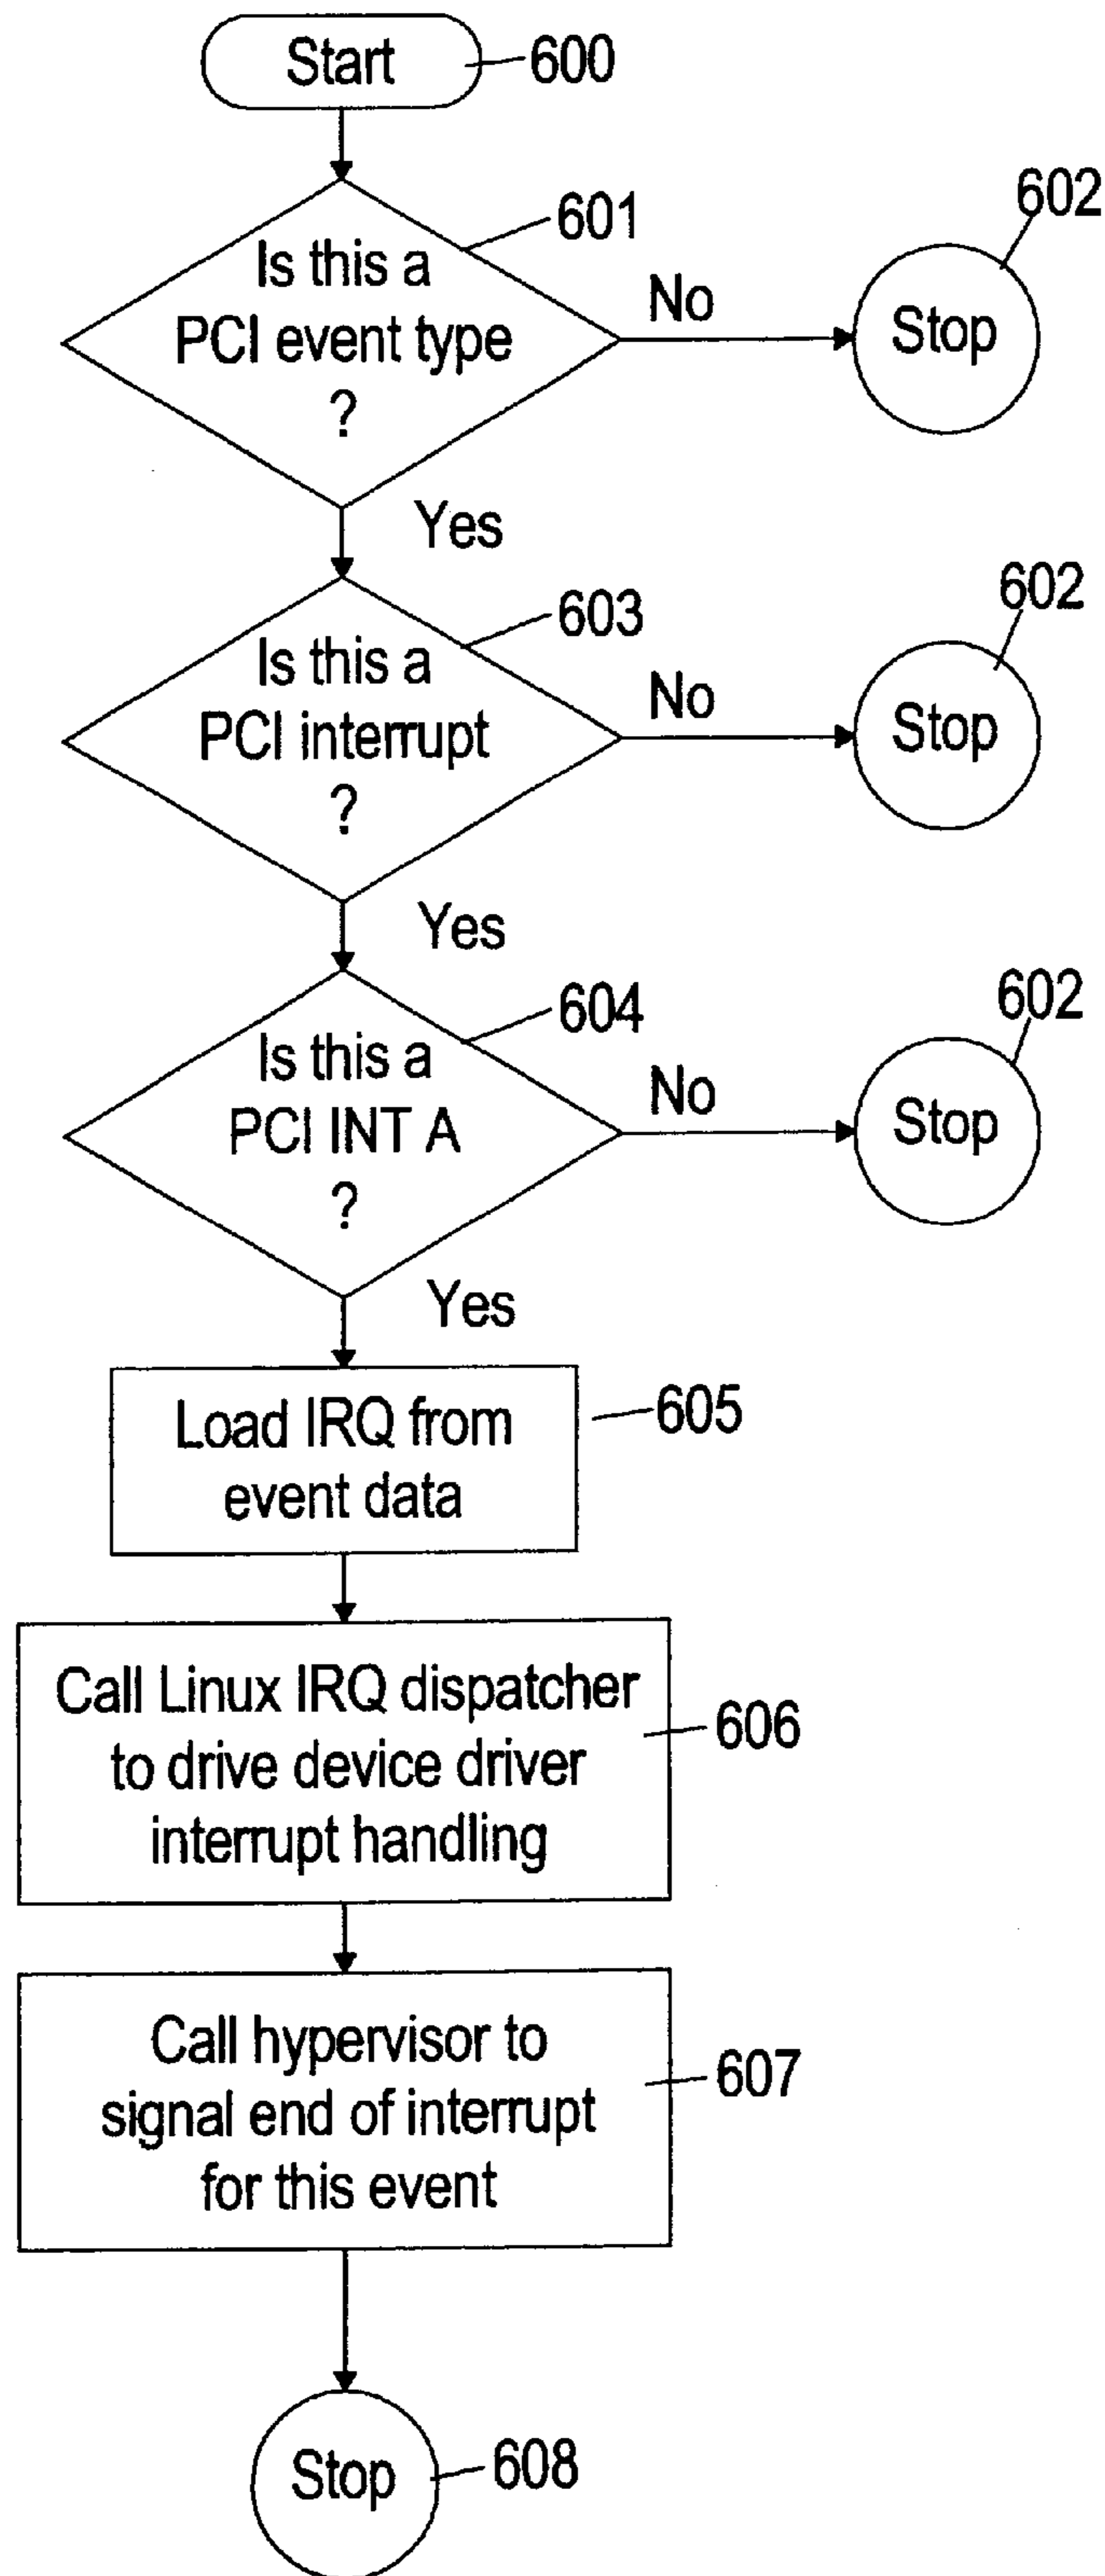 Start
600
601
602
Is this a
PCI event type
?
No
Stop
Yes
603
602
Is this a
PCI interrupt
?
No
Stop
Yes
604
602
Is this a
PCI INT A
?
No
Stop
Yes
Load IRQ from
event data
605
Call Linux IRQ dispatcher
to drive device driver
interrupt handling
606
Call hypervisor to
signal end of interrupt
for this event
607
Stop
608